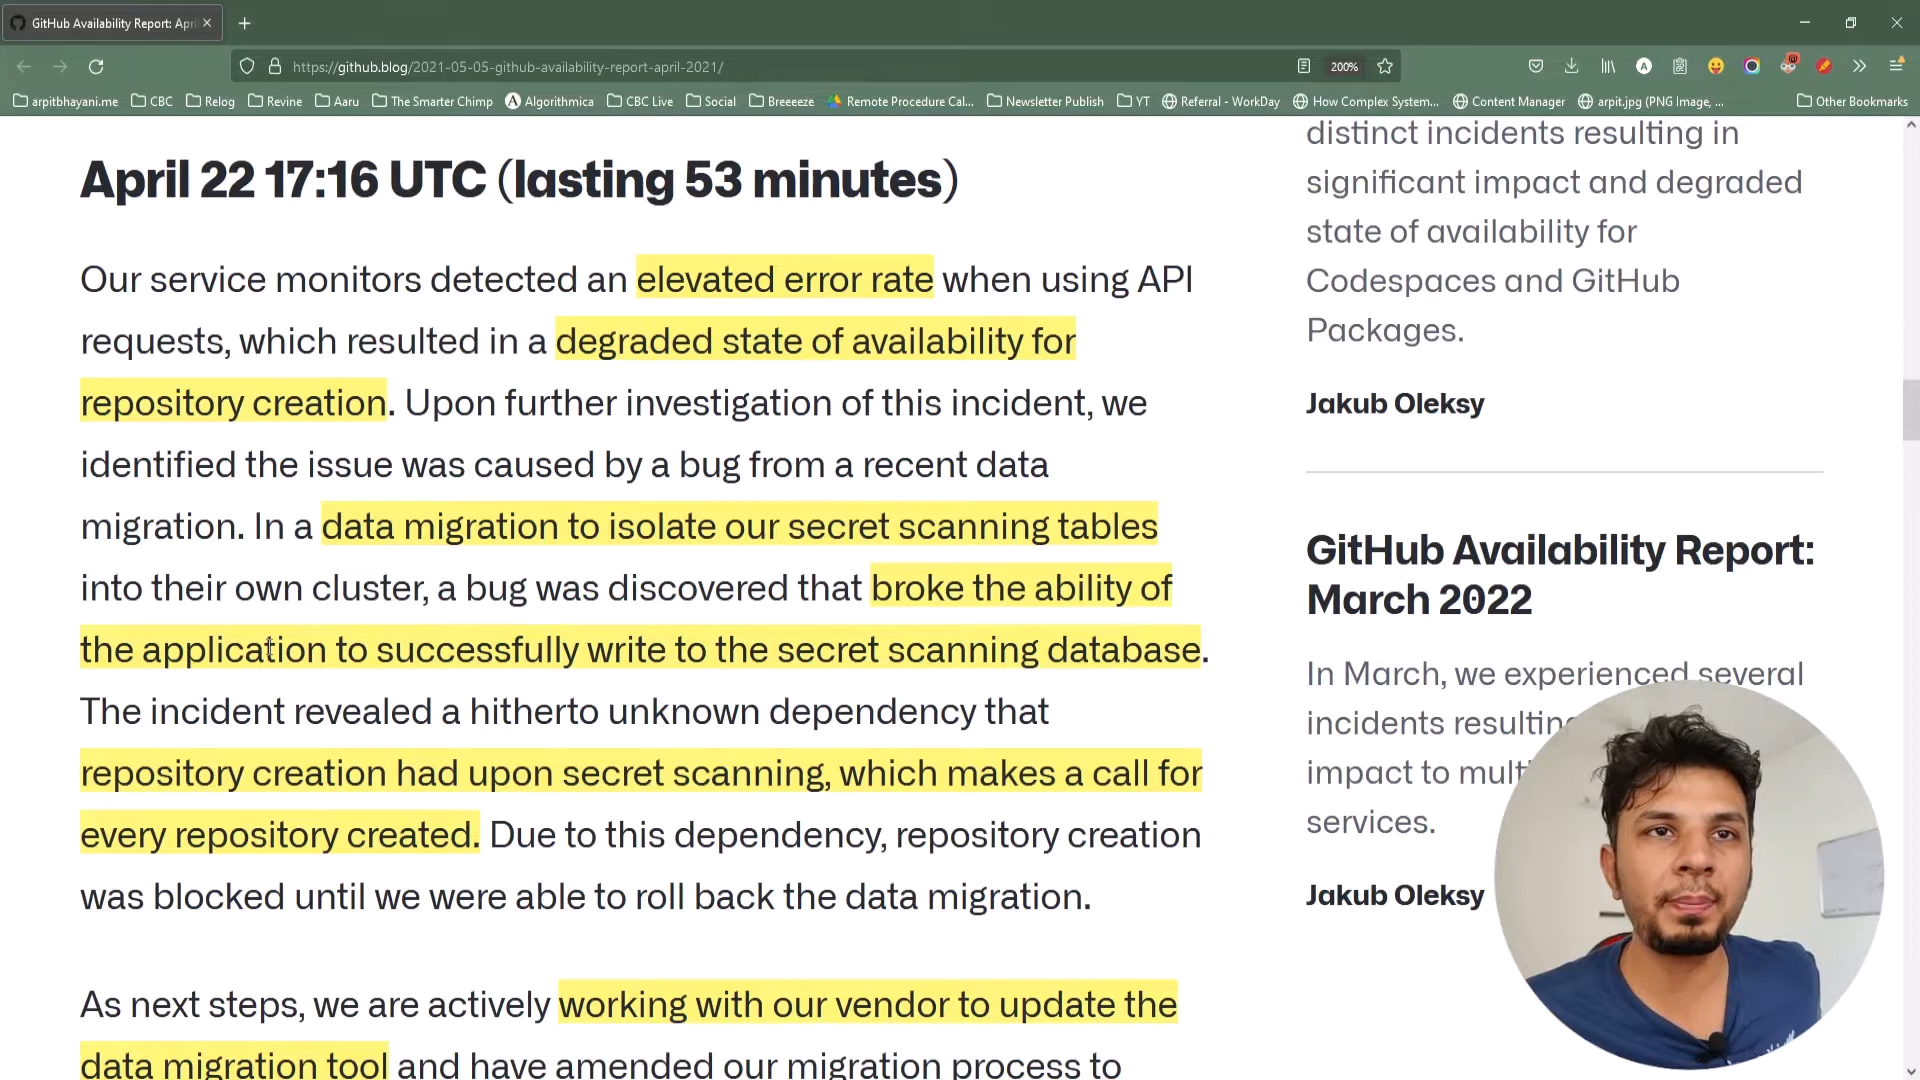 GitHub Availability Report: Apri
https://github.blog/2021-05-05-github-availability-report-april-2021/
200%
arpitbhayani.me
CBC
Relog
Revine
Aaru
The Smarter Chimp
Algorithmica
CBC Live
Social
Breeeeze
Remote Procedure Cal...
Newsletter Publish
YT
Referral - WorkDay
How Complex System...
Content Manager
arpit.jpg (PNG Image, ...
Other Bookmarks
April 22 17:16 UTC (lasting 53 minutes)
Our service monitors detected an elevated error rate when using API
requests, which resulted in a degraded state of availability for
repository creation. Upon further investigation of this incident, we
identified the issue was caused by a bug from a recent data
migration. In a data migration to isolate our secret scanning tables
into their own cluster, a bug was discovered that broke the ability of
the application to successfully write to the secret scanning database.
The incident revealed a hitherto unknown dependency that
repository creation had upon secret scanning, which makes a call for
every repository created. Due to this dependency, repository creation
was blocked until we were able to roll back the data migration.
As next steps, we are actively working with our vendor to update the
data migration tool and have amended our migration process to
distinct incidents resulting in
significant impact and degraded
state of availability for
Codespaces and GitHub
Packages.
Jakub Oleksy
GitHub Availability Report:
March 2022
In March, we experienced several
incidents resulting
impact to
services.
Jakub Oleksy